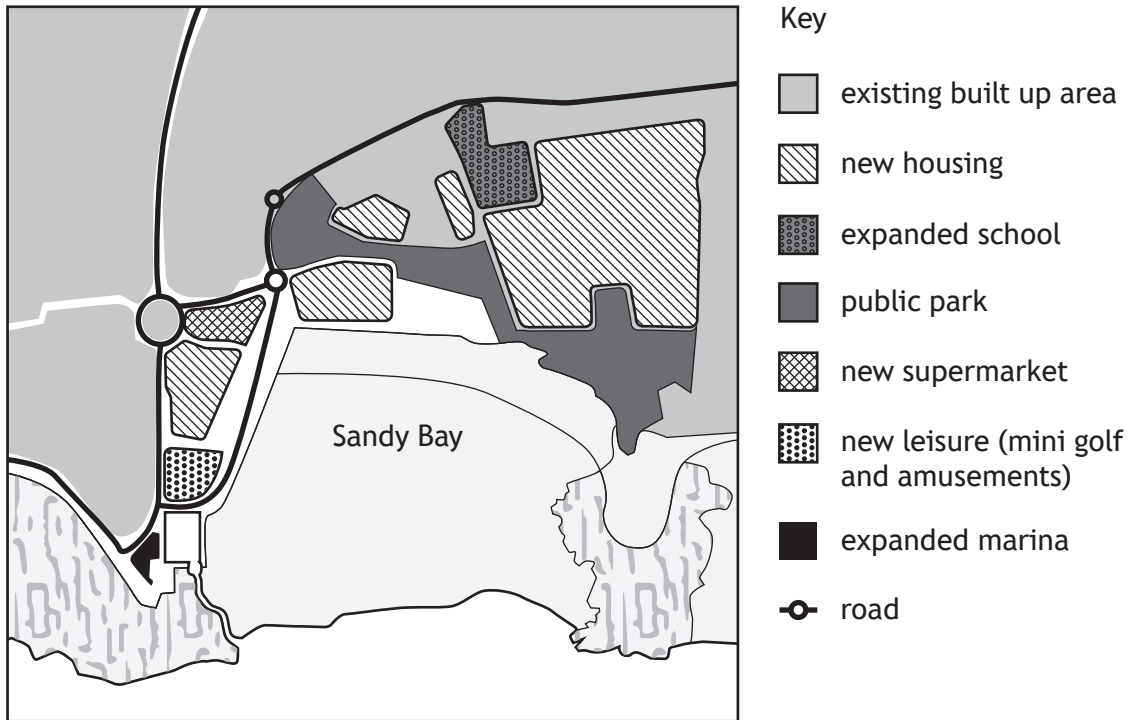 Key
existing built up area
new housing
expanded school
public park
new supermarket
Sandy Bay
new leisure (mini golf
and amusements)
expanded marina
road